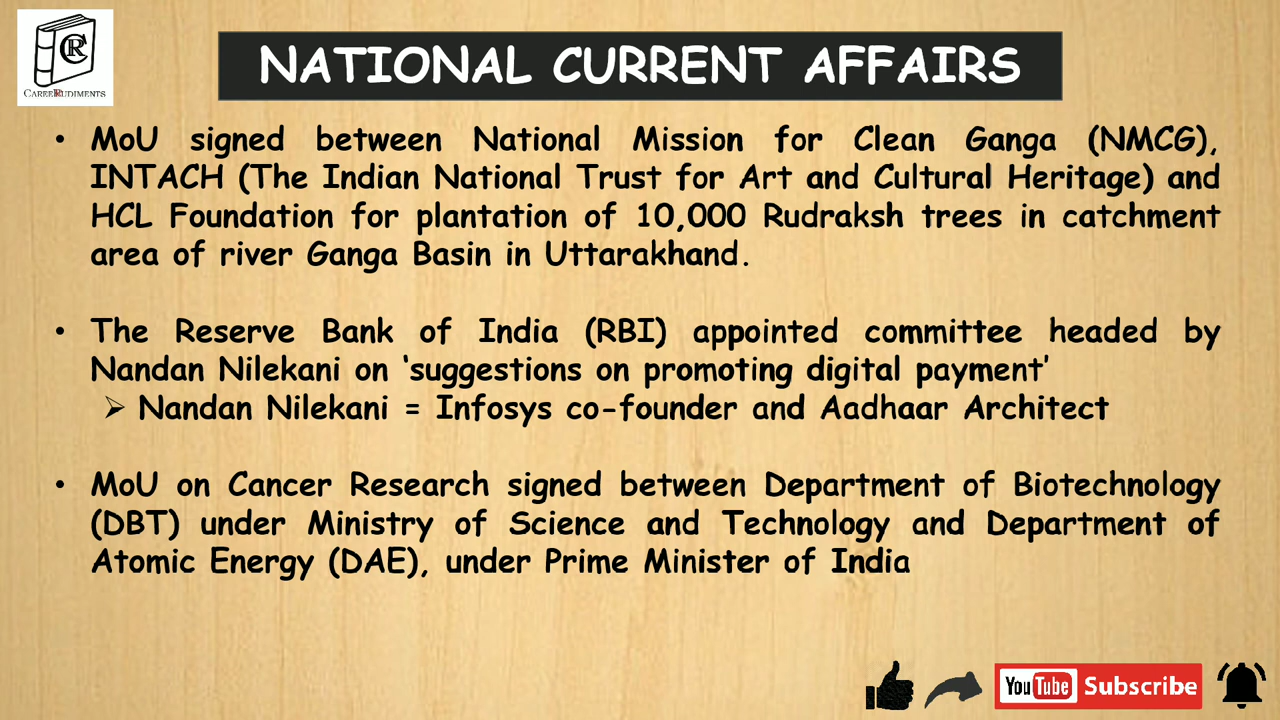 CR
CAREERUDIMENTS
NATIONAL CURRENT AFFAIRS
• MoU signed between National Mission for Clean Ganga (NMCG),
INTACH (The Indian National Trust for Art and Cultural Heritage) and
HCL Foundation for plantation of 10,000 Rudraksh trees in catchment
area of river Ganga Basin in Uttarakhand.
• The Reserve Bank of India (RBI) appointed committee headed by
Nandan Nilekani on ‘suggestions on promoting digital payment’
➢ Nandan Nilekani = Infosys co-founder and Aadhaar Architect
• MoU on Cancer Research signed between Department of Biotechnology
(DBT) under Ministry of Science and Technology and Department of
Atomic Energy (DAE), under Prime Minister of India
YouTube Subscribe